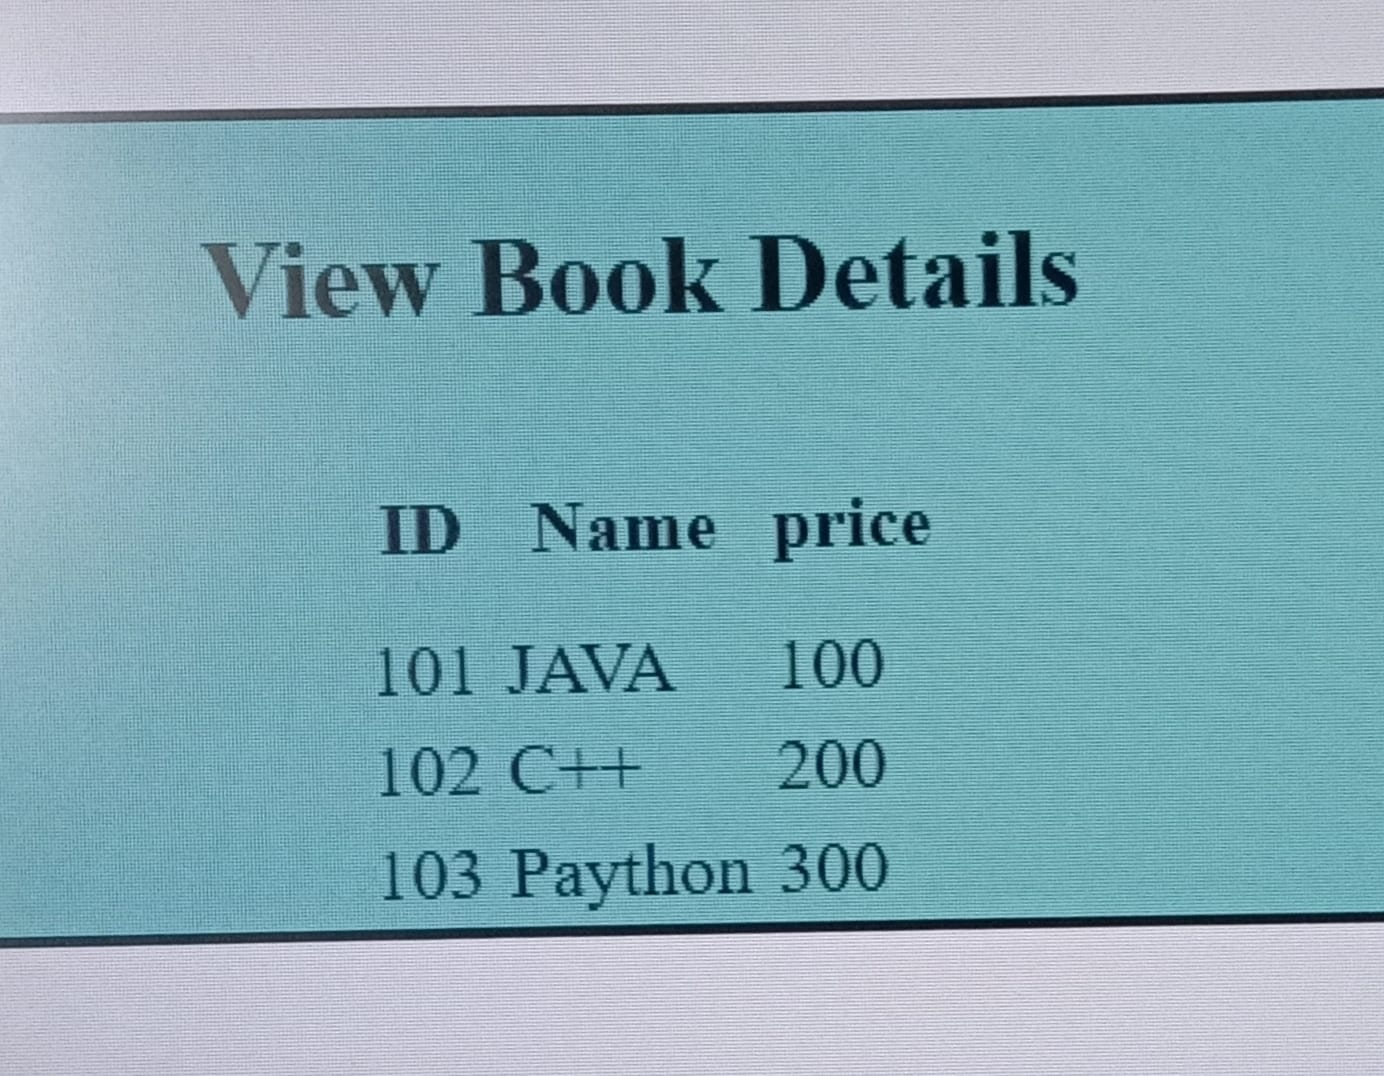 View Book Details
ID Name price
101 JAVA 100
102 C++ 200
103 Paython 300